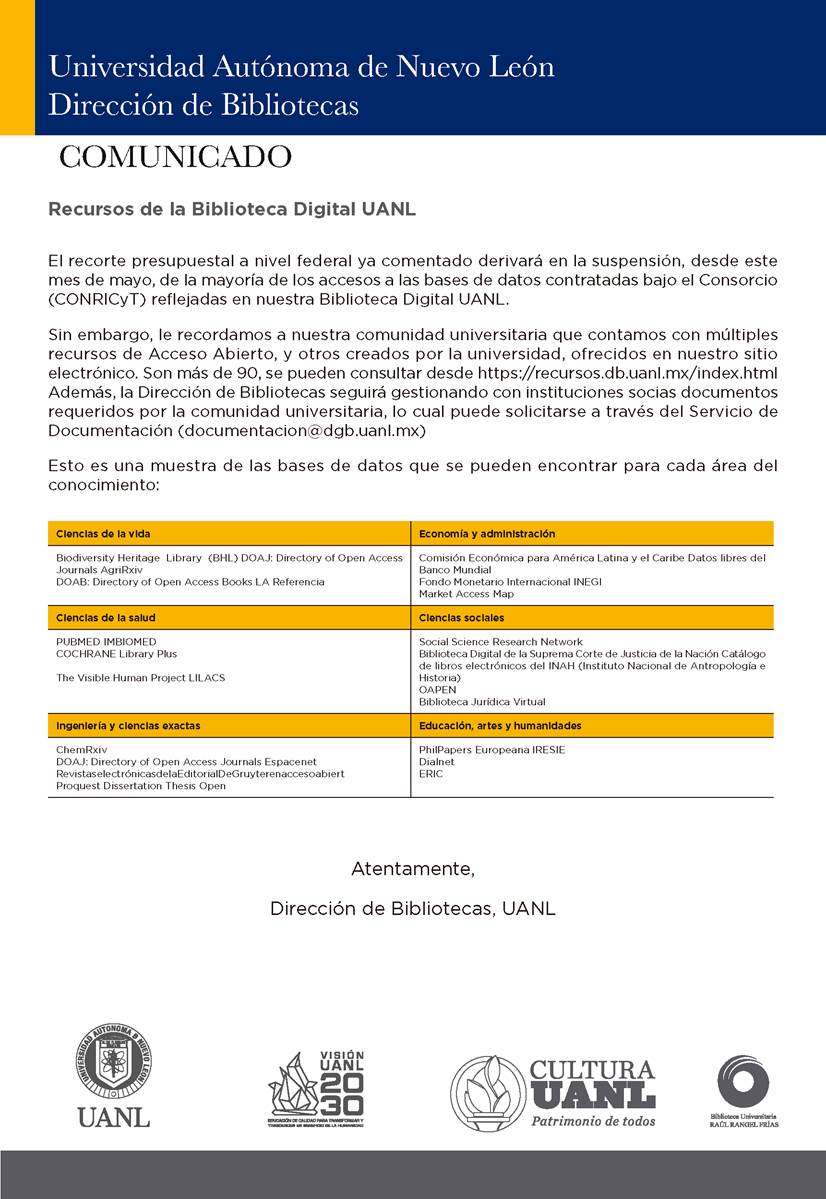 Universidad Autónoma de Nuevo León
Dirección de Bibliotecas
COMUNICADO
Recursos de la Biblioteca Digital UANL
El recorte presupuestal a nivel federal ya comentado derivará en la suspensión, desde este
mes de mayo, de la mayoría de los accesos a las bases de datos contratadas bajo el Consorcio
(CONRICyT) reflejadas en nuestra Biblioteca Digital UANL.
Sin embargo, le recordamos a nuestra comunidad universitaria que contamos con múltiples
recursos de Acceso Abierto, y otros creados por la universidad, ofrecidos en nuestro sitio
electrónico. Son más de 90, se pueden consultar desde https://recursos.db.uanl.mx/index.html
Además, la Dirección de Bibliotecas seguirá gestionando con instituciones socias documentos
requeridos por la comunidad universitaria, lo cual puede solicitarse a través del Servicio de
Documentación (documentacion@dgb.uanl.mx)
Esto es una muestra de las bases de datos que se pueden encontrar para cada área del
conocimiento:
Ciencias de la vida
Biodiversity Heritage Library (BHL) DOAJ: Directory of Open Access
Journals AgriRxiv
DOAB: Directory of Open Access Books LA Referencia
Economía y administración
Comisión Económica para América Latina y el Caribe Datos libres del
Banco Mundial
Fondo Monetario Internacional INEGI
Market Access Map
Ciencias de la salud
PUBMED IMBIOMED
COCHRANE Library Plus
The Visible Human Project LILACS
Ciencias sociales
Social Science Research Network
Biblioteca Digital de la Suprema Corte de Justicia de la Nación Catálogo
de libros electrónicos del INAH (Instituto Nacional de Antropología e
Historia)
OAPEN
Biblioteca Jurídica Virtual
Ingeniería y ciencias exactas
ChemRxiv
DOAJ: Directory of Open Access Journals Espacenet
RevistaselectrónicasdelaEditorialDeGruyterenaccesoabiert
Proquest Dissertation Thesis Open
Educación, artes y humanidades
PhilPapers Europeana IRESIE
Dialnet
ERIC
Atentamente,
Dirección de Bibliotecas, UANL
UNIVERSIDAD AUTONOMA DE NUEVO LEON
UANL
VISIÓN
UANL
20
30
EDUCACIÓN DE CALIDAD PARA TRANSFORMAR Y
TRASCENDER EN BENEFICIO DE LA HUMANIDAD
CULTURA
UANL
Patrimonio de todos
Biblioteca Universitaria
RAÚL RANGEL FRÍAS